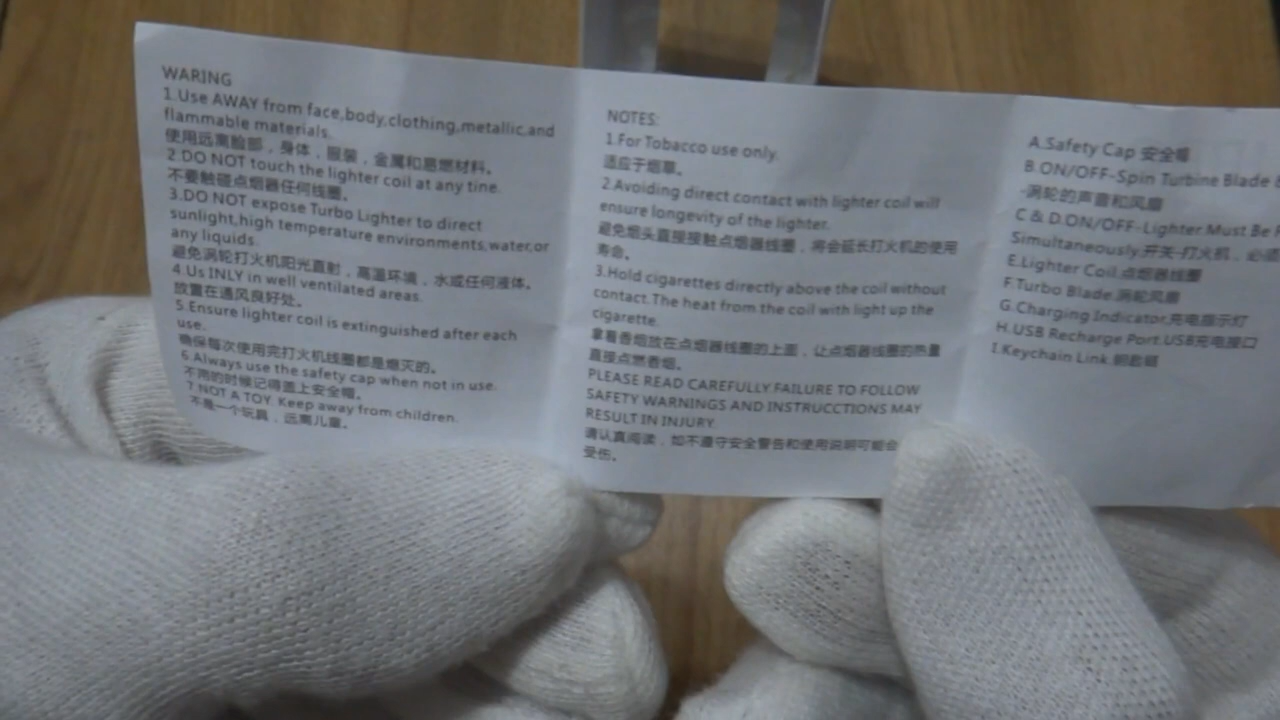 WARING
1.Use AWAY from face,body,clothing,metallic,and
flammable materials.
使用远离脸部，身体，服装，金属和易燃材料。
2.DO NOT touch the lighter coil at any tine.
不要触碰点烟器任何线圈。
3.DO NOT expose Turbo Lighter to direct
sunlight,high temperature environments,water,or
any liquids.
避免涡轮打火机阳光直射，高温环境，水或任何液体。
4.Us INLY in well ventilated areas.
放置在通风良好处。
5.Ensure lighter coil is extinguished after each
use.
确保每次使用完打火机线圈都是熄灭的。
6.Always use the safety cap when not in use.
不用的时候记得盖上安全帽。
7.NOT A TOY. Keep away from children.
不是一个玩具，远离儿童。
NOTES:
1.For Tobacco use only.
适应于烟草。
2.Avoiding direct contact with lighter coil will
ensure longevity of the lighter.
避免烟头直接接触点烟器线圈，将会延长打火机的使用
寿命。
3.Hold cigarettes directly above the coil without
contact.The heat from the coil with light up the
cigarette.
拿着香烟放在点烟器线圈的上面，让点烟器线圈的热量
直接点燃香烟。
PLEASE READ CAREFULLY FAILURE TO FOLLOW
SAFETY WARNINGS AND INSTRUCCTIONS MAY
RESULT IN INJURY.
请认真阅读，如不遵守安全警告和使用说明可能会
受伤。
A.Safety Cap 安全帽
B.ON/OFF-Spin Turbine Blade
-涡轮的声音和风扇
C & D.ON/OFF-Lighter Must Be
Simultaneously.开关-打火机，必须
E.Lighter Coil.点烟器线圈
F.Turbo Blade.涡轮风扇
G.Charging Indicator.充电指示灯
H.USB Recharge Port.USB充电接口
I.Keychain Link.钥匙链